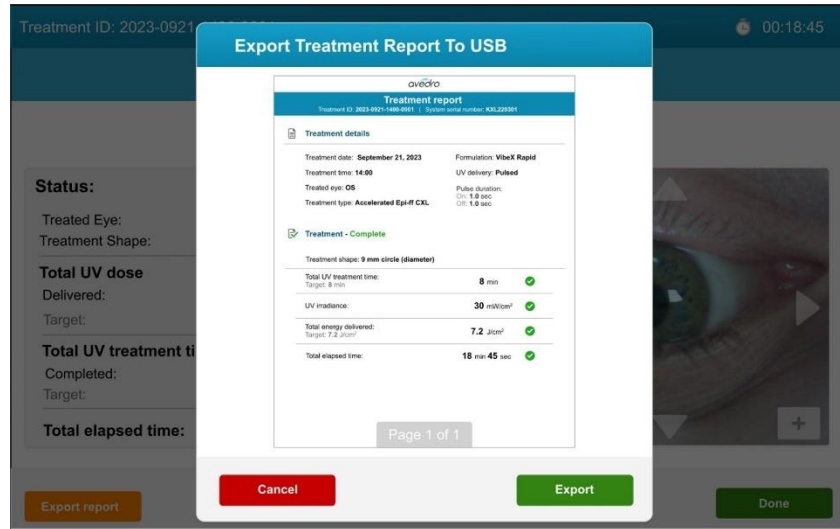 Treatment ID: 2023-0921
00:18:45
Export Treatment Report To USB
avedro
Treatment report
Treatment ID: 2023-0921-1400-0001 | System serial number: KXL220301
Treatment details
Treatment date: September 21, 2023
Formulation: VibeX Rapid
Treatment time: 14:00
UV delivery: Pulsed
Treated eye: OS
Pulse duration:
On: 1.0 sec
Treatment type: Accelerated Epi-ff CXL
Off: 1.0 sec
Treatment - Complete
Treatment shape: 9 mm circle (diameter)
Total UV treatment time:
Target: 8 min
8 min
UV irradiance:
30 mW/cm²
Total energy delivered:
Target: 7.2 J/cm²
7.2 J/cm²
Total elapsed time:
18 min 45 sec
Page 1 of 1
Cancel
Export
Status:
Treated Eye:
Treatment Shape:
Total UV dose
Delivered:
Target:
Total UV treatment ti
Completed:
Target:
Total elapsed time:
Export report
Done